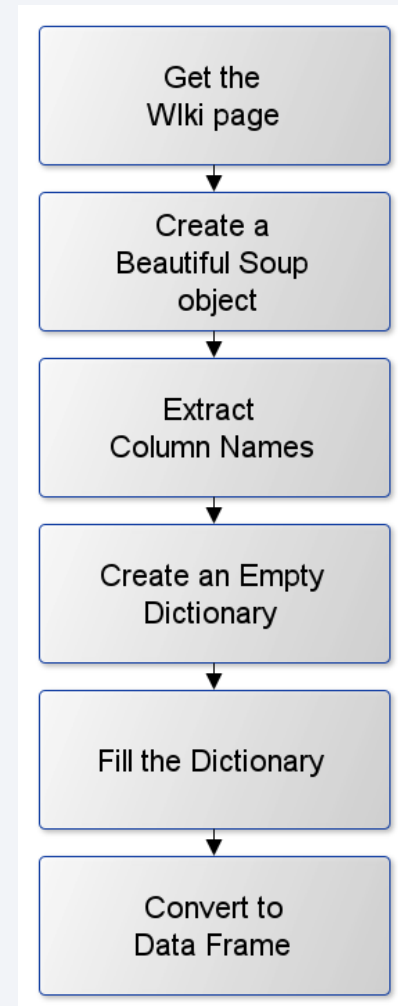 Get the
WIki page
Create a
Beautiful Soup
object
Extract
Column Names
Create an Empty
Dictionary
Fill the Dictionary
Convert to
Data Frame